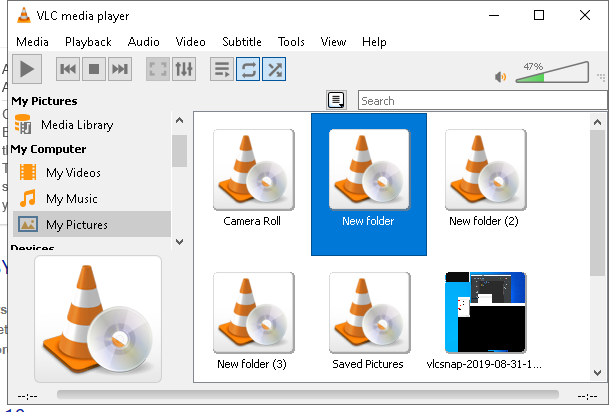 VLC media player
Media Playback Audio Video Subtitle Tools View Help
47%
My Pictures
Search
Media Library
My Computer
My Videos
My Music
My Pictures
Devices
Camera Roll
New folder
New folder (2)
New folder (3)
Saved Pictures
vlcsnap-2019-08-31-1...
--:--
--:--